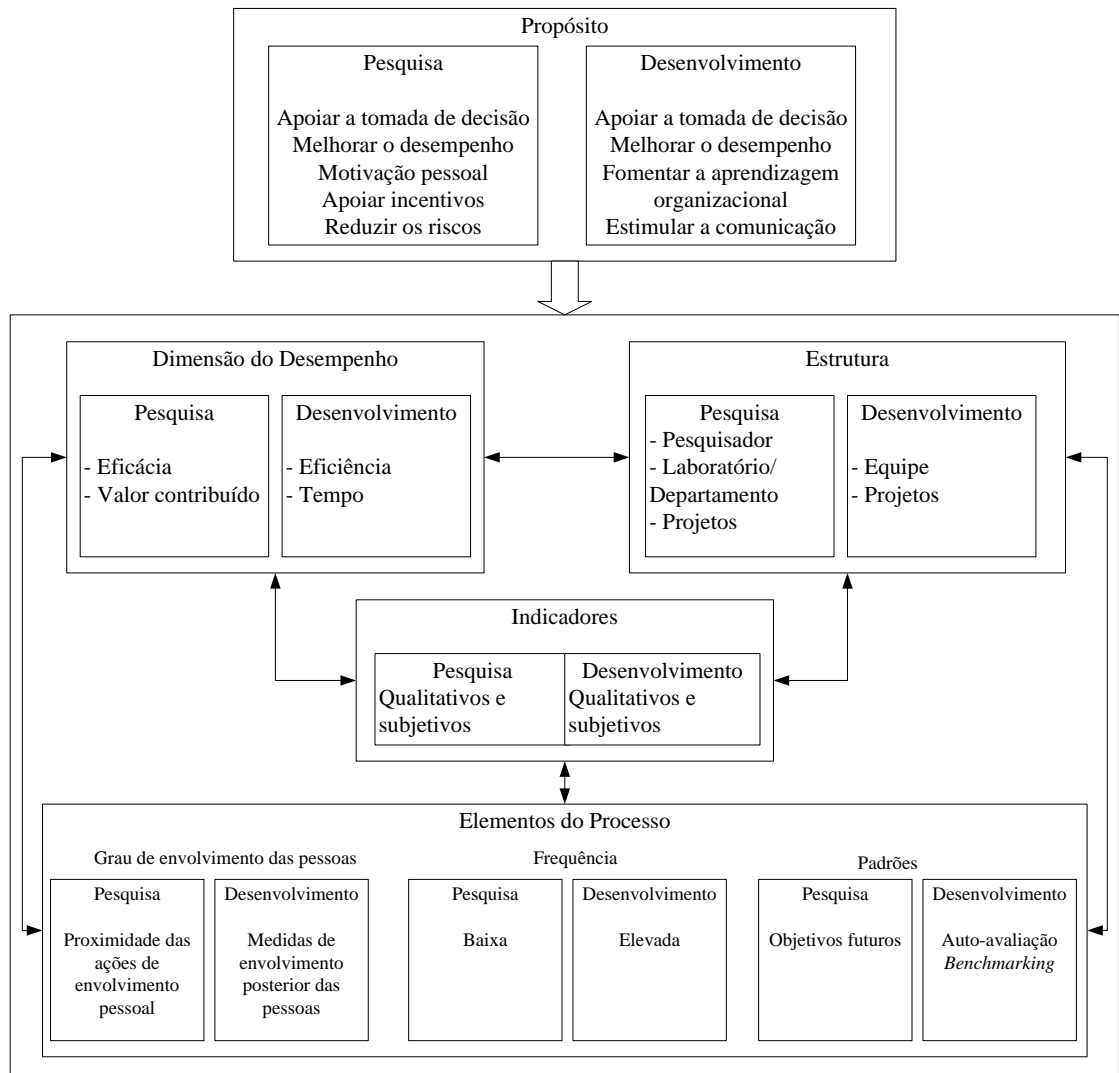 Propósito
Pesquisa
Apoiar a tomada de decisão
Melhorar o desempenho
Motivação pessoal
Apoiar incentivos
Reduzir os riscos
Desenvolvimento
Apoiar a tomada de decisão
Melhorar o desempenho
Fomentar a aprendizagem
organizacional
Estimular a comunicação
Dimensão do Desempenho
Pesquisa
- Eficácia
- Valor contribuído
Desenvolvimento
- Eficiência
- Tempo
Estrutura
Pesquisa
- Pesquisador
- Laboratório/
Departamento
- Projetos
Desenvolvimento
- Equipe
- Projetos
Indicadores
Pesquisa
Qualitativos e
subjetivos
Desenvolvimento
Qualitativos e
subjetivos
Elementos do Processo
Grau de envolvimento das pessoas
Pesquisa
Proximidade das
ações de
envolvimento
pessoal
Desenvolvimento
Medidas de
envolvimento
posterior das
pessoas
Frequência
Pesquisa
Baixa
Desenvolvimento
Elevada
Padrões
Pesquisa
Objetivos futuros
Desenvolvimento
Auto-avaliação
Benchmarking